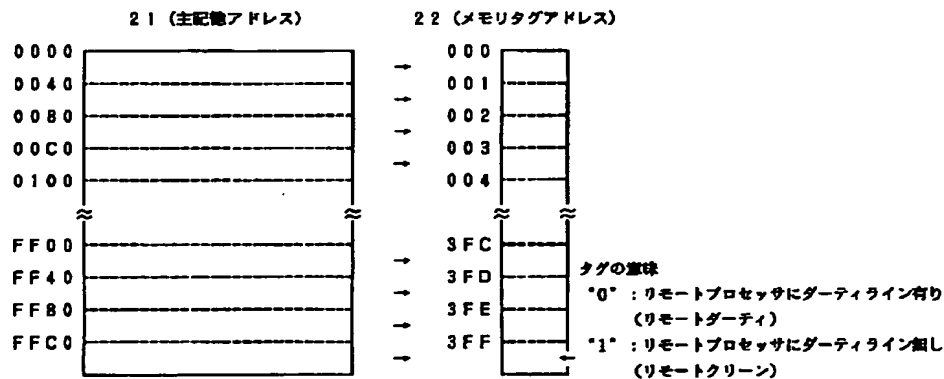 21 (主記憶アドレス)
22 (メモリタグアドレス)
0000
000
0040
001
0080
002
00C0
003
0100
004
FF00
3FC
FF40
3FD
FF80
3FE
FFC0
3FF
タグの意味
"0" : リモートプロセッサにダーティライン有り
(リモートダーティ)
"1" : リモートプロセッサにダーティライン無し
(リモートクリーン)